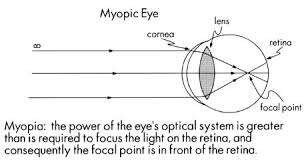 Myopic Eye
lens
cornea
retina
∞
focal point
Myopia: the power of the eye's optical system is greater
than is required to focus the light on the retina, and
consequently the focal point is in front of the retina.